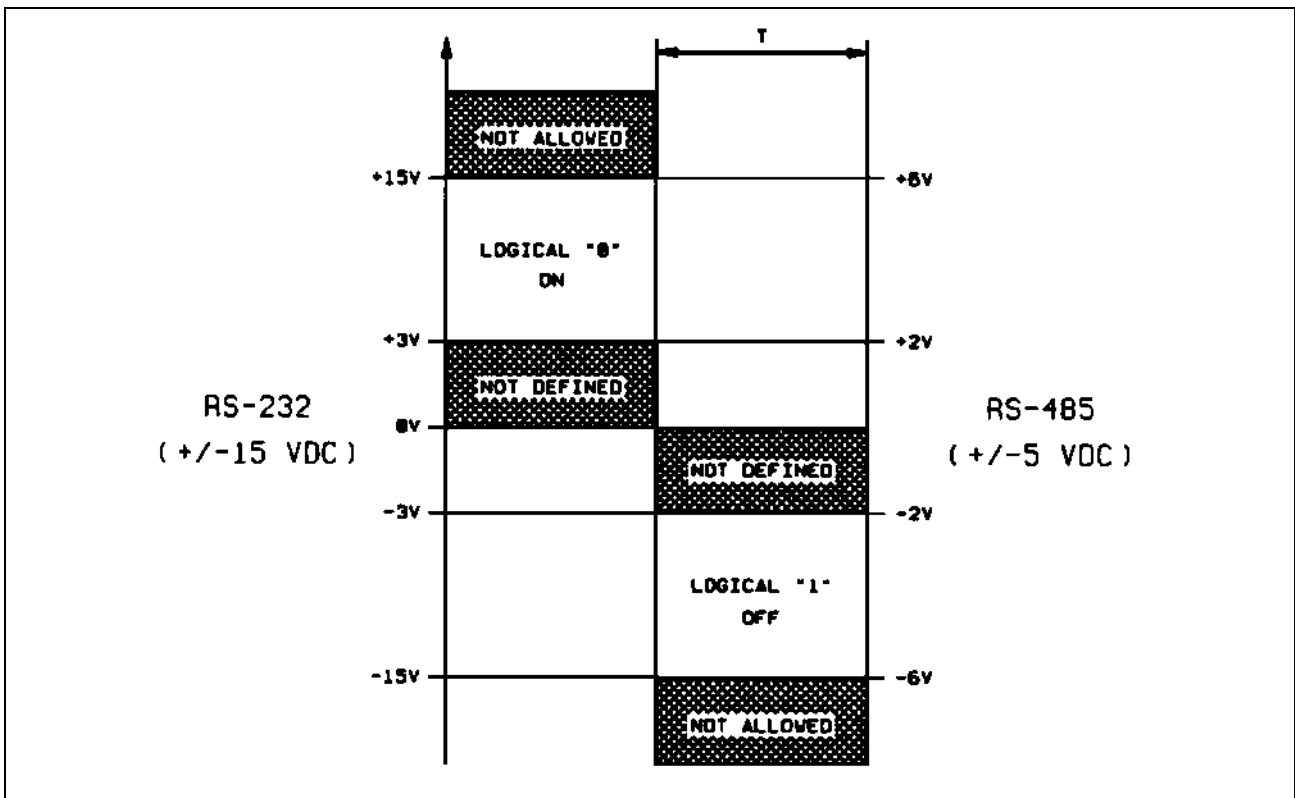 T
NOT ALLOWED
+15V
+6V
LOGICAL "0"
ON
+3V
+2V
NOT DEFINED
RS-232
(+/-15 VDC)
RS-485
(+/-5 VDC)
0V
NOT DEFINED
-3V
-2V
LOGICAL "1"
OFF
-15V
-6V
NOT ALLOWED